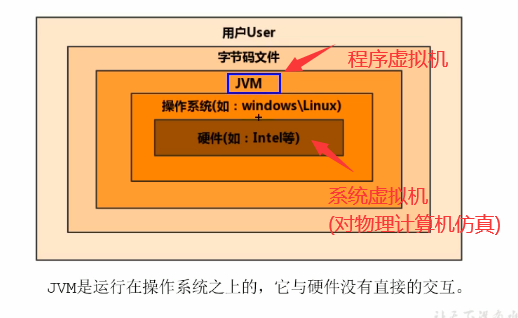 用户User
字节码文件
程序虚拟机
JVM
操作系统(如：windows\Linux)
+
硬件(如：Intel等)
系统虚拟机
(对物理计算机仿真)
JVM是运行在操作系统之上的，它与硬件没有直接的交互。